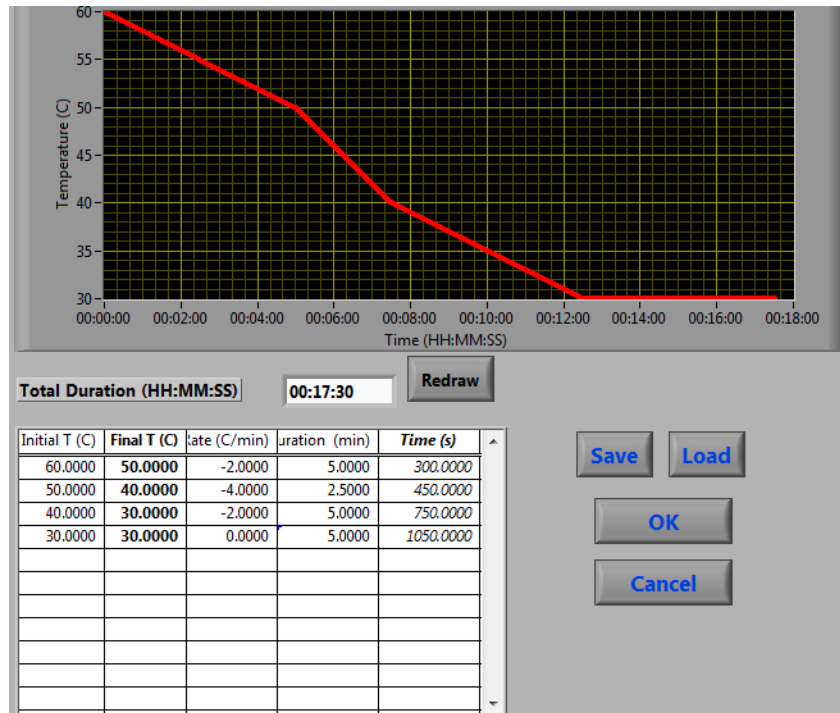 60
55
50
45
40
35
30
Temperature (C)
00:00:00 00:02:00 00:04:00 00:06:00 00:08:00 00:10:00 00:12:00 00:14:00 00:16:00 00:18:00
Time (HH:MM:SS)
Total Duration (HH:MM:SS) 00:17:30 Redraw
Initial T (C) Final T (C) ate (C/min) uration (min) Time (s)
60.0000 50.0000 -2.0000 5.0000 300.0000
50.0000 40.0000 -4.0000 2.5000 450.0000
40.0000 30.0000 -2.0000 5.0000 750.0000
30.0000 30.0000 0.0000 5.0000 1050.0000
Save Load
OK
Cancel